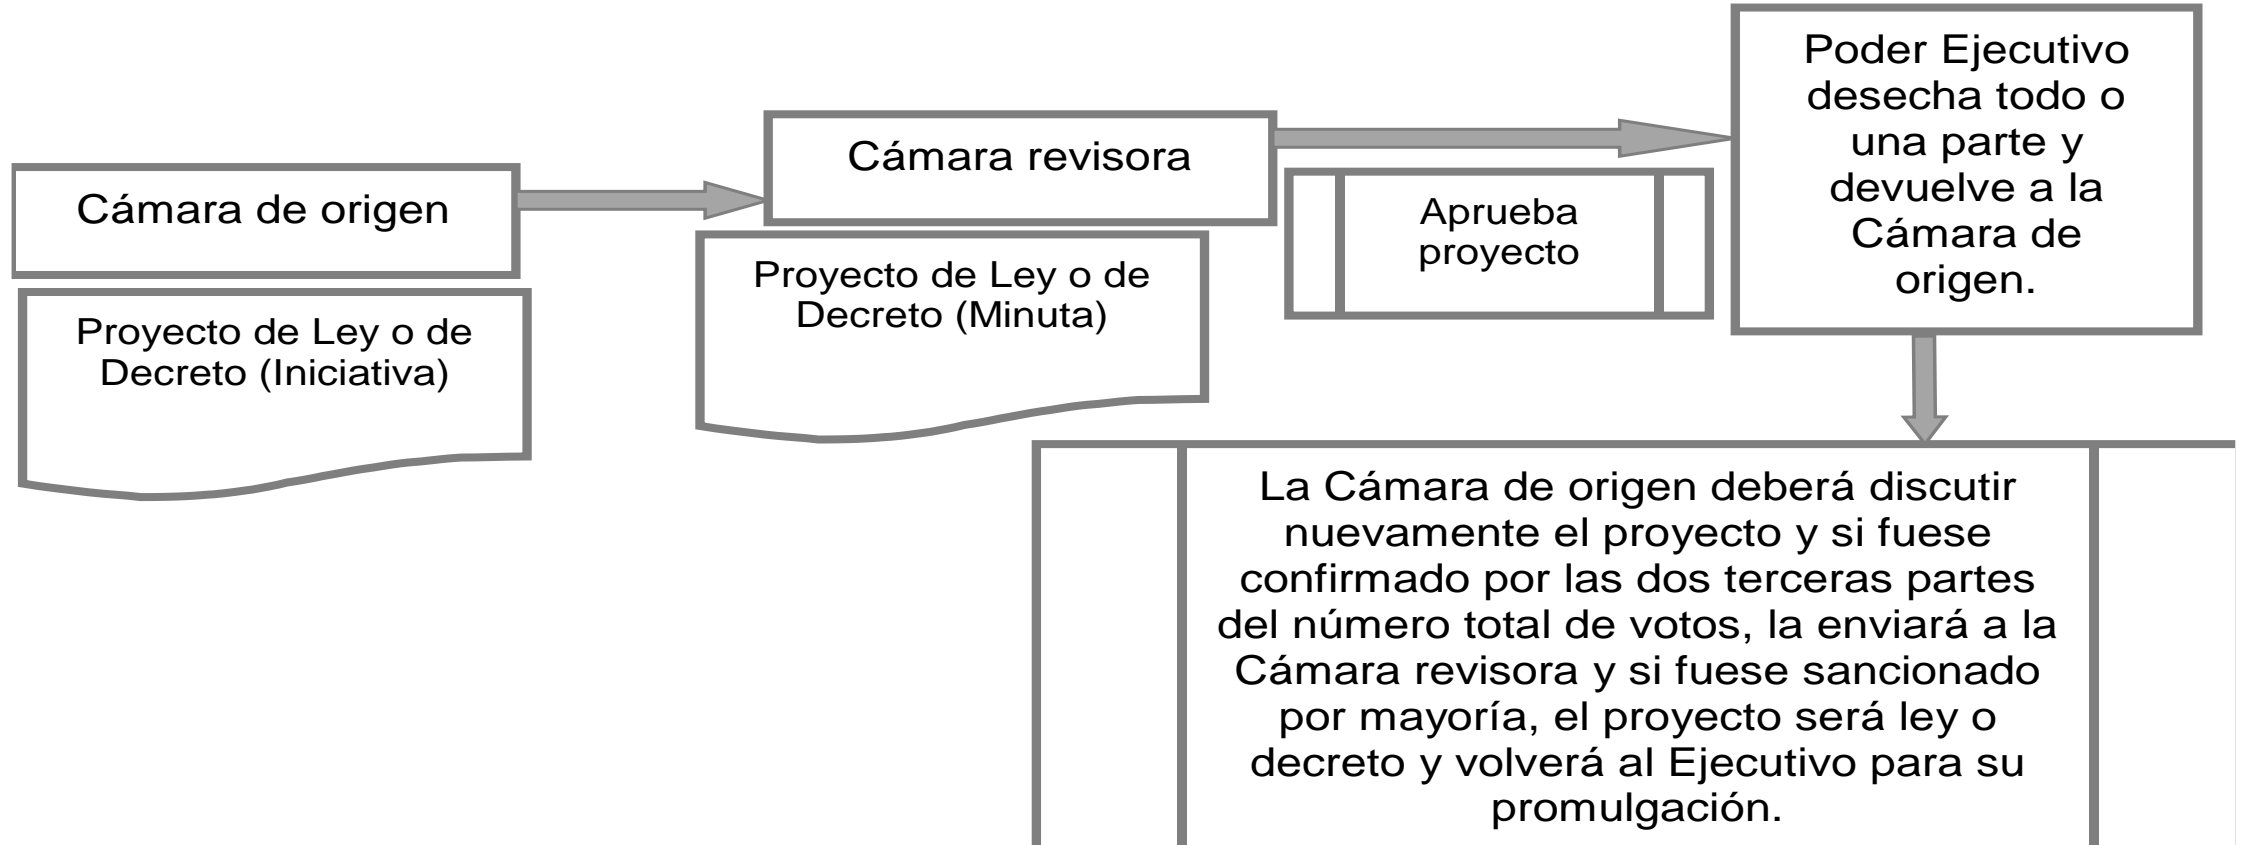 Cámara de origen
Proyecto de Ley o de
Decreto (Iniciativa)
Cámara revisora
Proyecto de Ley o de
Decreto (Minuta)
Aprueba
proyecto
Poder Ejecutivo
desecha todo o
una parte y
devuelve a la
Cámara de
origen.
La Cámara de origen deberá discutir
nuevamente el proyecto y si fuese
confirmado por las dos terceras partes
del número total de votos, la enviará a la
Cámara revisora y si fuese sancionado
por mayoría, el proyecto será ley o
decreto y volverá al Ejecutivo para su
promulgación.